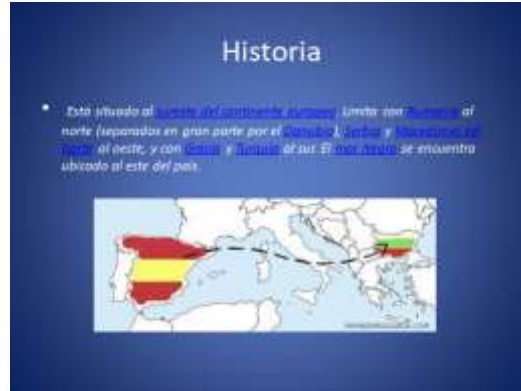 Historia
• Está situado al sureste del continente europeo. Limita con Rumanía al
norte (separados en gran parte por el Danubio), Serbia y Macedonia del
Norte al oeste, y con Grecia y Turquía al sur. El mar Negro se encuentra
ubicado al este del país.